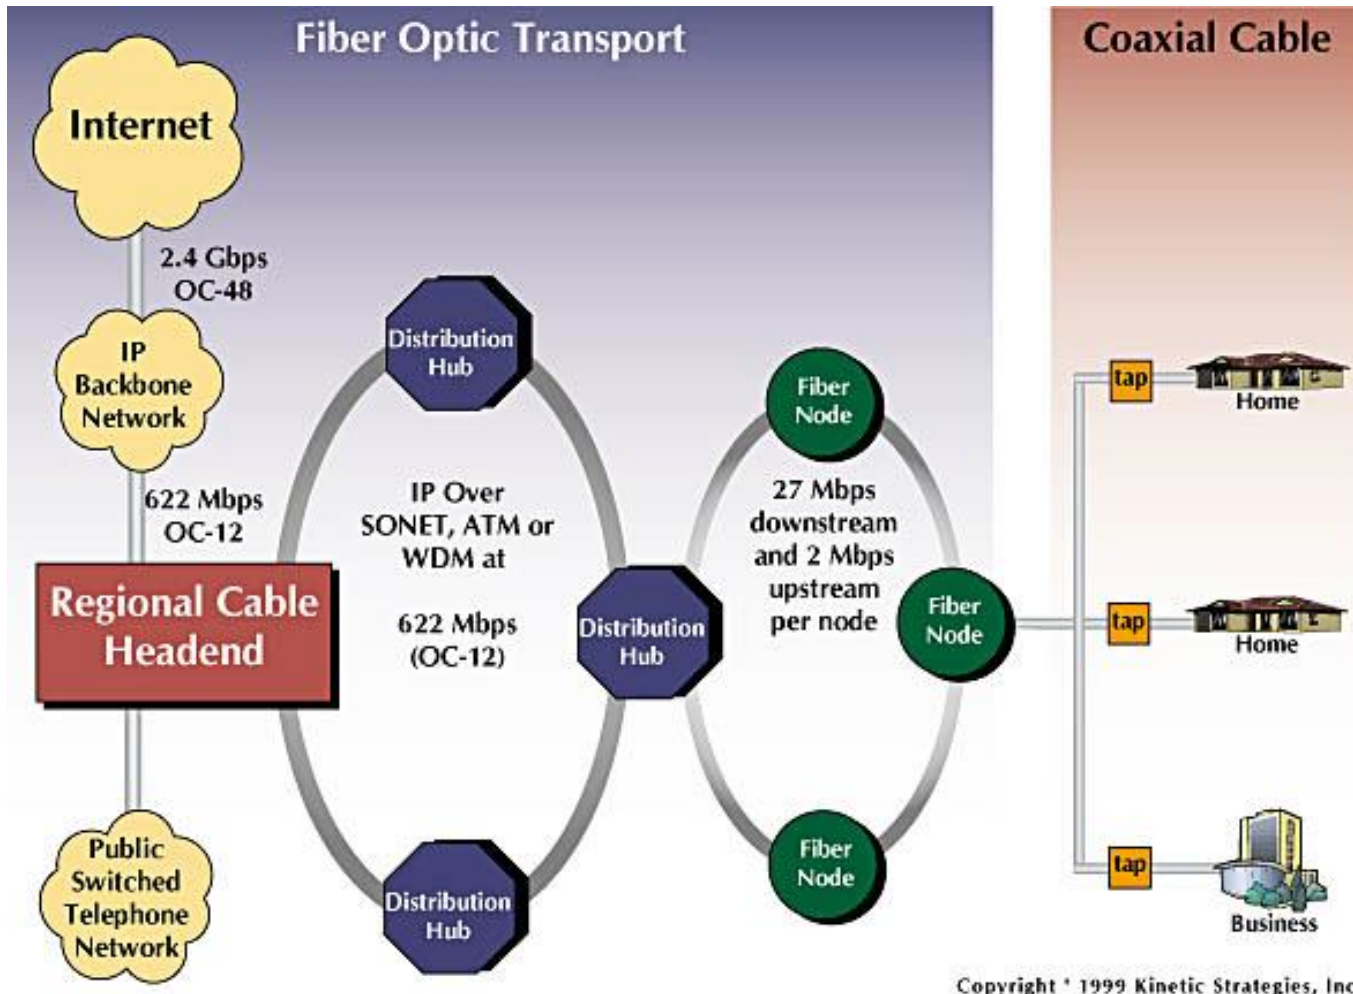 Fiber Optic Transport
Coaxial Cable
Internet
2.4 Gbps
OC-48
IP
Backbone
Network
622 Mbps
OC-12
Regional Cable
Headend
Public
Switched
Telephone
Network
Distribution
Hub
IP Over
SONET, ATM or
WDM at
622 Mbps
(OC-12)
Distribution
Hub
Distribution
Hub
Fiber
Node
27 Mbps
downstream
and 2 Mbps
upstream
per node
Fiber
Node
Fiber
Node
tap
Home
tap
Home
tap
Business
Copyright * 1999 Kinetic Strategies, Inc